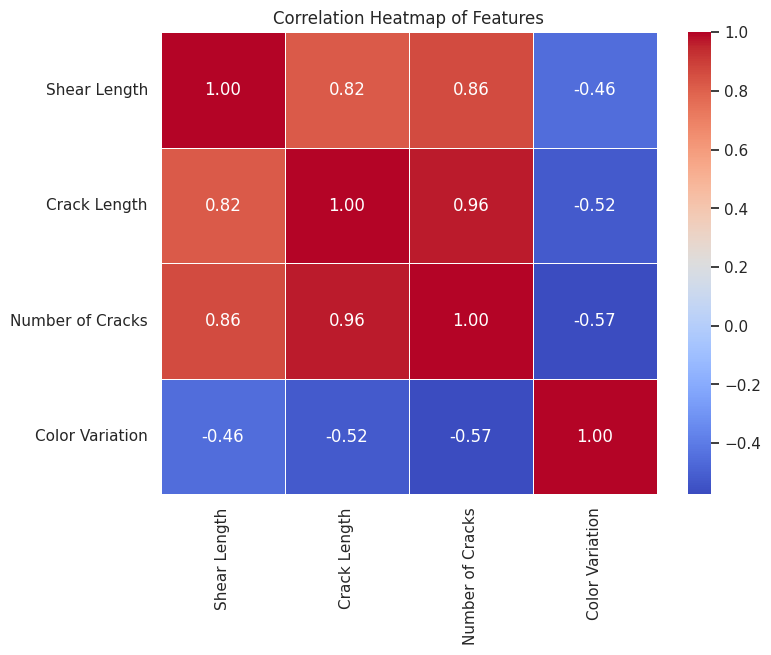 Correlation Heatmap of Features
Shear Length 1.00 0.82 0.86 -0.46
Crack Length 0.82 1.00 0.96 -0.52
Number of Cracks 0.86 0.96 1.00 -0.57
Color Variation -0.46 -0.52 -0.57 1.00
Shear Length
Crack Length
Number of Cracks
Color Variation
1.0
0.8
0.6
0.4
0.2
0.0
−0.2
−0.4